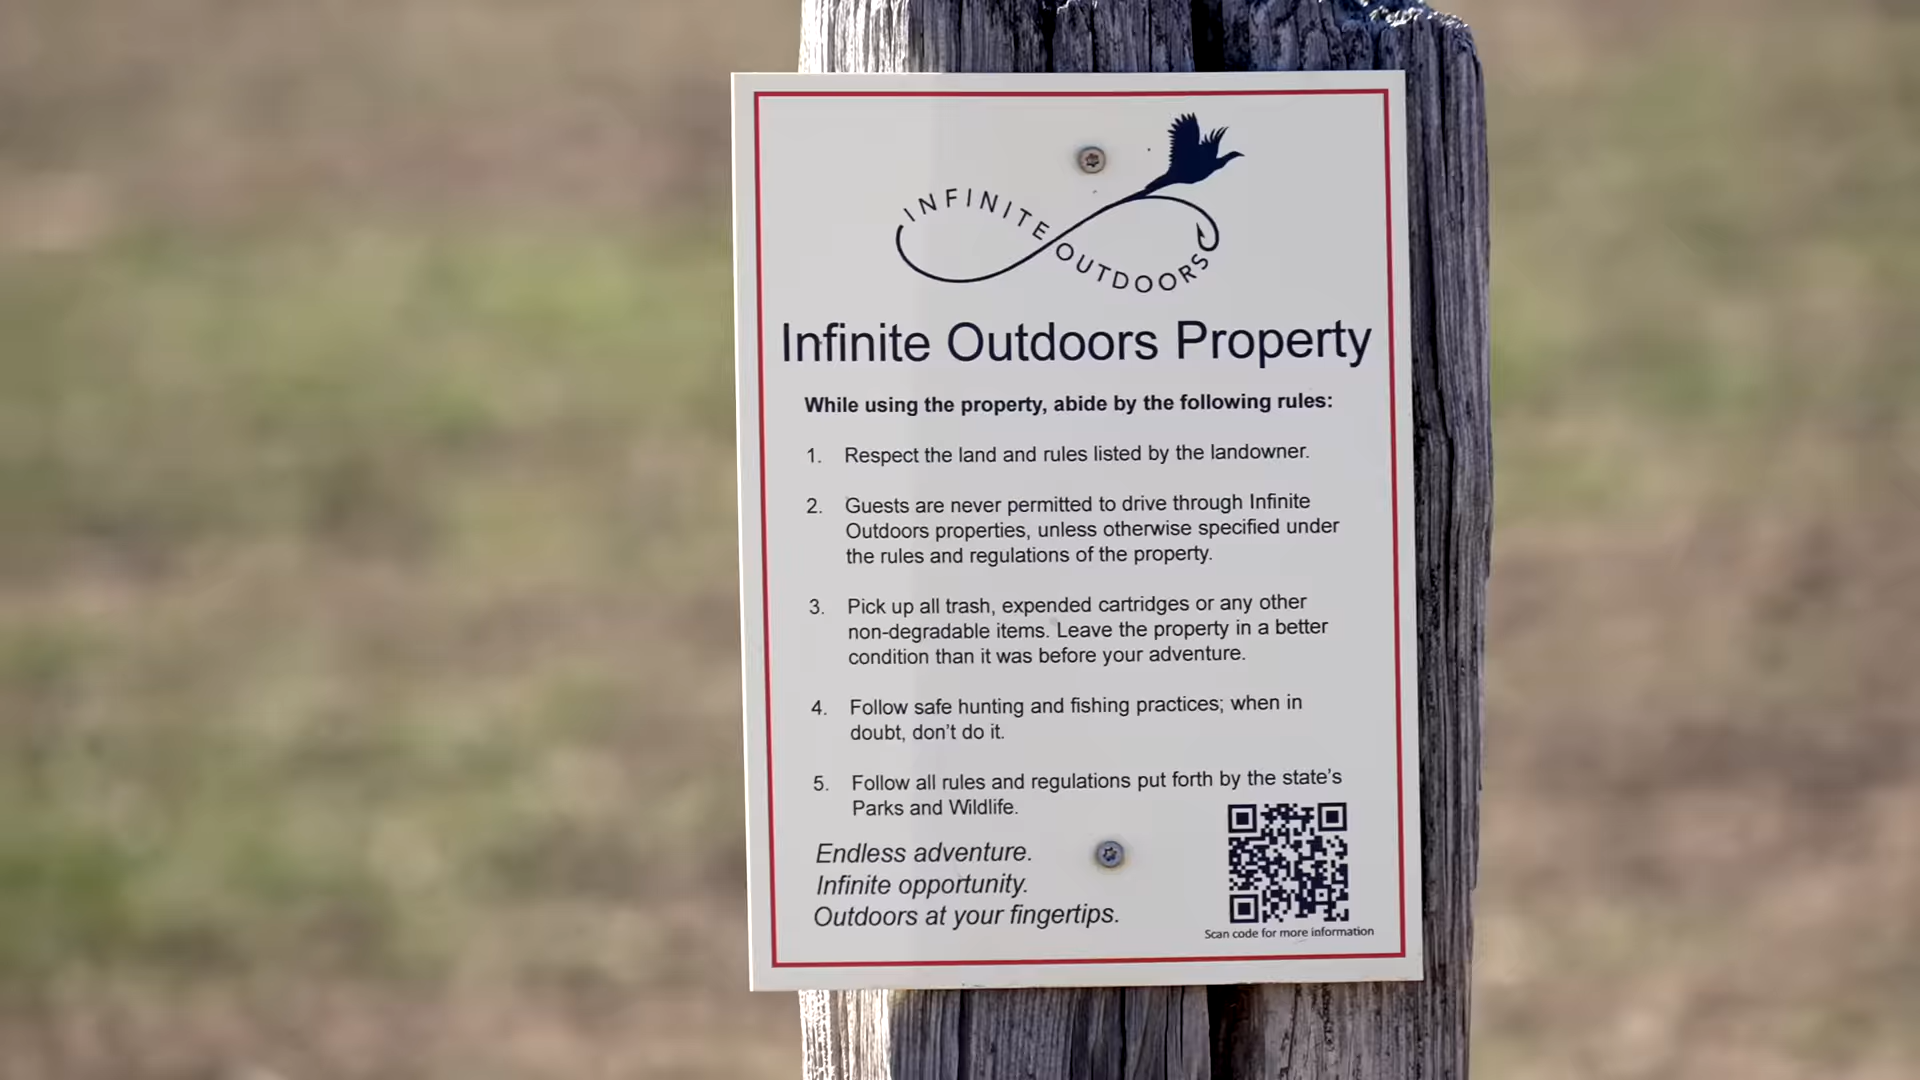 INFINITE OUTDOORS
Infinite Outdoors Property
While using the property, abide by the following rules:
1. Respect the land and rules listed by the landowner.
2. Guests are never permitted to drive through Infinite
Outdoors properties, unless otherwise specified under
the rules and regulations of the property.
3. Pick up all trash, expended cartridges or any other
non-degradable items. Leave the property in a better
condition than it was before your adventure.
4. Follow safe hunting and fishing practices; when in
doubt, don't do it.
5. Follow all rules and regulations put forth by the state's
Parks and Wildlife.
Endless adventure.
Infinite opportunity.
Outdoors at your fingertips.
Scan code for more information